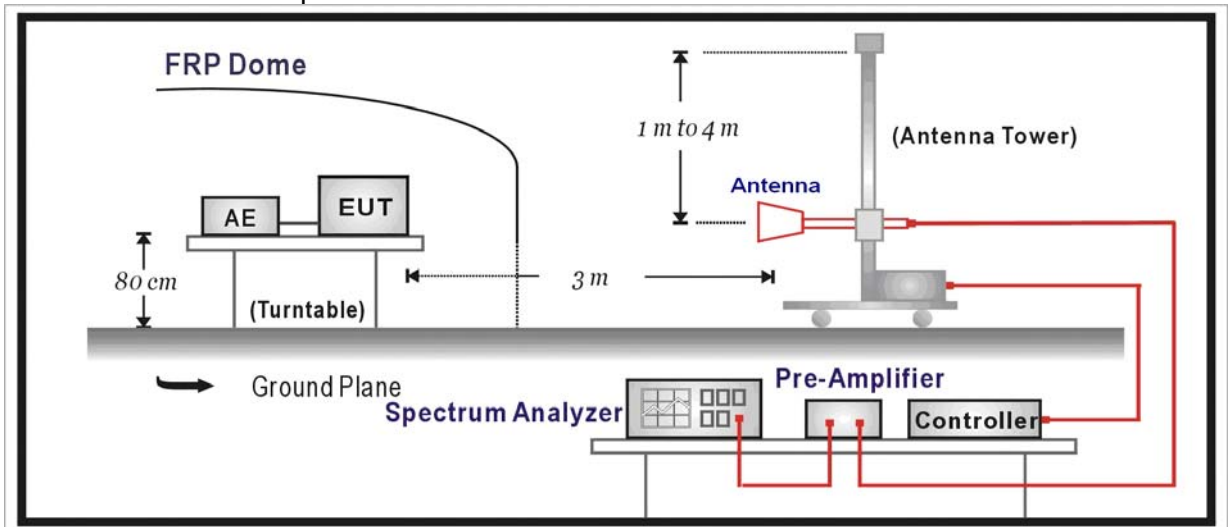 FRP Dome
1 m to 4 m
(Antenna Tower)
Antenna
AE
EUT
80 cm
3 m
(Turntable)
Ground Plane
Pre-Amplifier
Spectrum Analyzer
Controller